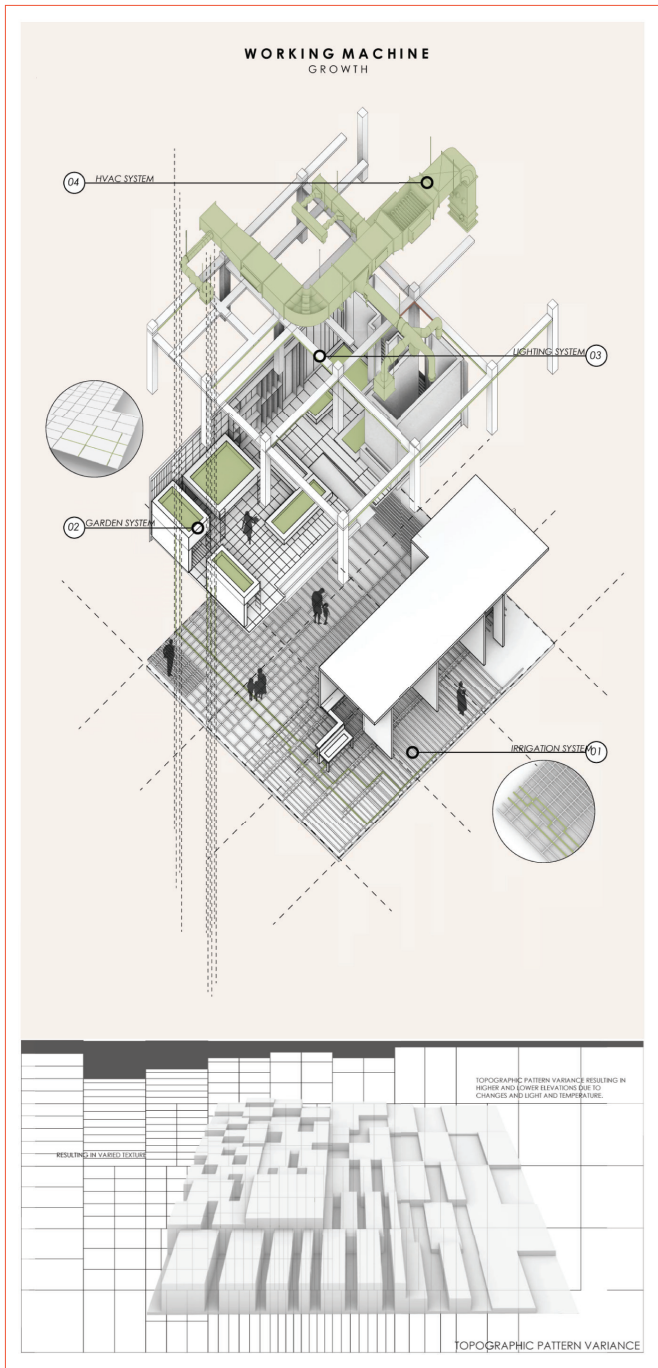 WORKING MACHINE
GROWTH
04 HVAC SYSTEM
LIGHTING SYSTEM 03
02 GARDEN SYSTEM
IRRIGATION SYSTEM 01
TOPOGRAPHIC PATTERN VARIANCE RESULTING IN
HIGHER AND LOWER ELEVATIONS DUE TO
CHANGES AND LIGHT AND TEMPERATURE.
RESULTING IN VARIED TEXTURE
TOPOGRAPHIC PATTERN VARIANCE